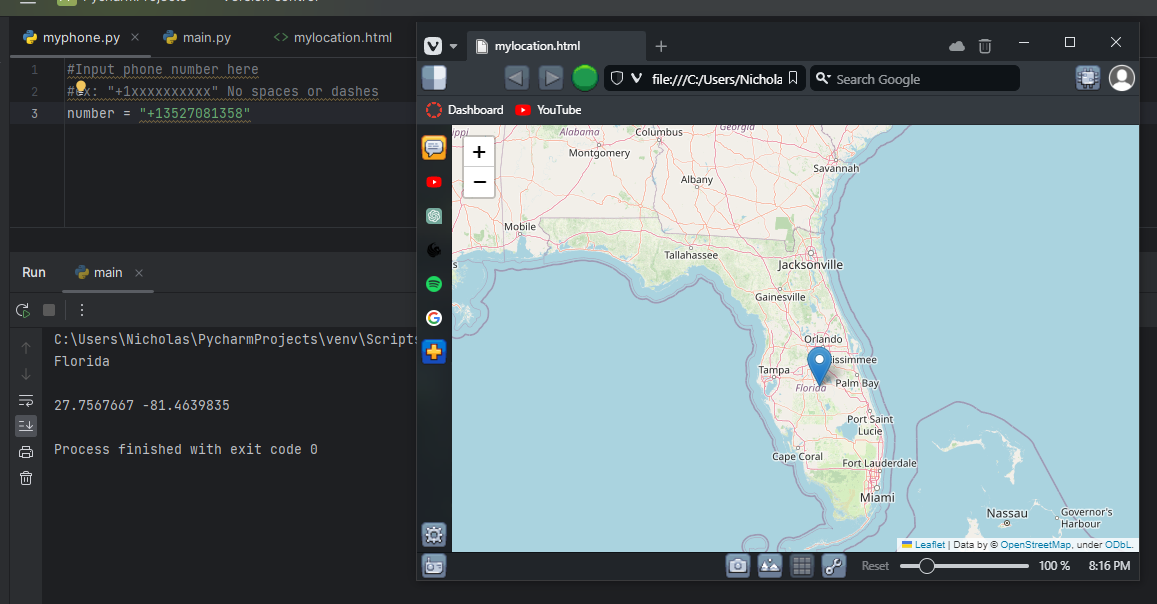 myphone.py
main.py
<> mylocation.html
mylocation.html
1 #Input phone number here
2 #Ex: "+1xxxxxxxxxx" No spaces or dashes
3 number = "+13527081358"
file:///C:/Users/Nichola
Search Google
Dashboard
YouTube
Alabama
Columbus
Georgia
Montgomery
Savannah
Albany
Mobile
Tallahassee
Jacksonville
Gainesville
Orlando
Kissimmee
Tampa
Florida
Palm Bay
Port Saint
Lucie
Cape Coral
Fort Lauderdale
Miami
Nassau
Governor's
Harbour
Leaflet | Data by © OpenStreetMap, under ODbL.
Reset
100 %
8:16 PM
Run
main
C:\Users\Nicholas\PycharmProjects\venv\Scripts
Florida
27.7567667 -81.4639835
Process finished with exit code 0